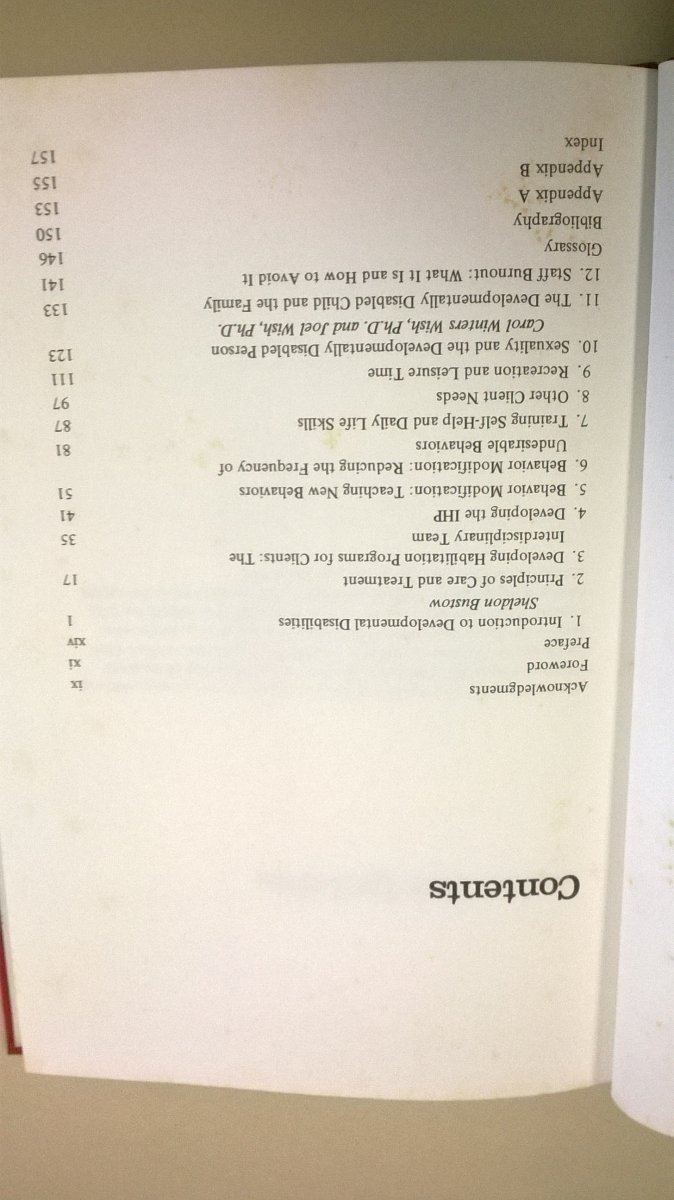 Contents
Acknowledgments ix
Foreword xi
Preface xiv
1. Introduction to Developmental Disabilities 1
Sheldon Bustow
2. Principles of Care and Treatment 17
3. Developing Habilitation Programs for Clients: The
Interdisciplinary Team 35
4. Developing the IHP 41
5. Behavior Modification: Teaching New Behaviors 51
6. Behavior Modification: Reducing the Frequency of
Undesirable Behaviors 81
7. Training Self-Help and Daily Life Skills 87
8. Other Client Needs 97
9. Recreation and Leisure Time 111
10. Sexuality and the Developmentally Disabled Person 123
Carol Winters Wish, Ph.D. and Joel Wish, Ph.D.
11. The Developmentally Disabled Child and the Family 133
12. Staff Burnout: What It Is and How to Avoid It 141
Glossary 146
Bibliography 150
Appendix A 153
Appendix B 155
Index 157